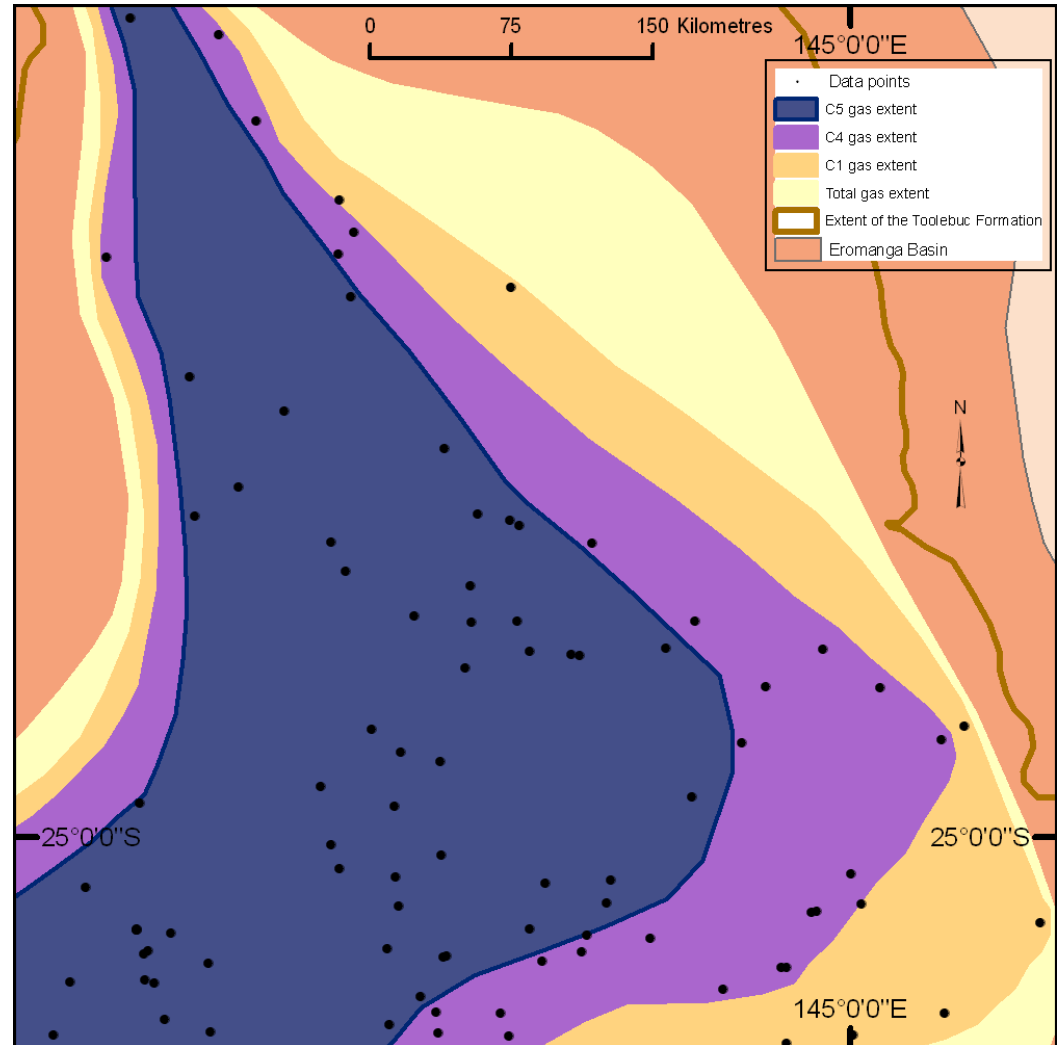 0 75 150 Kilometres
145°0'0"E
Data points
C5 gas extent
C4 gas extent
C1 gas extent
Total gas extent
Extent of the Toolebuc Formation
Eromanga Basin
N
25°0'0"S 25°0'0"S
145°0'0"E